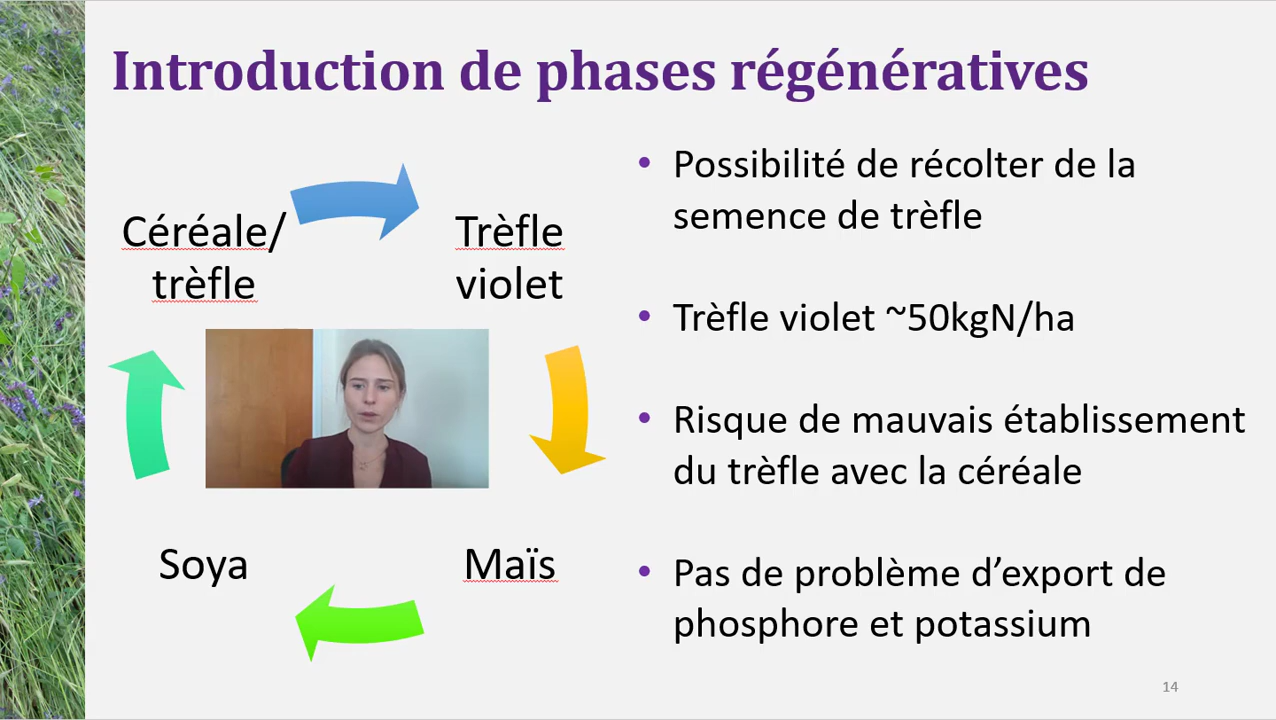 Introduction de phases régénératives
Céréale/
trèfle
Trèfle
violet
Maïs
Soya
• Possibilité de récolter de la
semence de trèfle
• Trèfle violet ~50kgN/ha
• Risque de mauvais établissement
du trèfle avec la céréale
• Pas de problème d’export de
phosphore et potassium
14